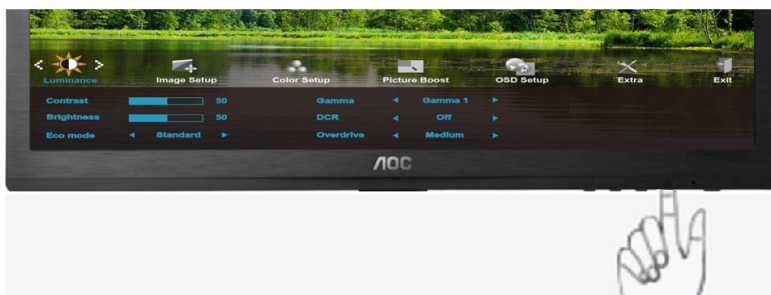 Luminance Image Setup Color Setup Picture Boost OSD Setup Extra Exit
Contrast 50 Gamma Gamma 1
Brightness 50 DCR Off
Eco mode Standard Overdrive Medium
AOC